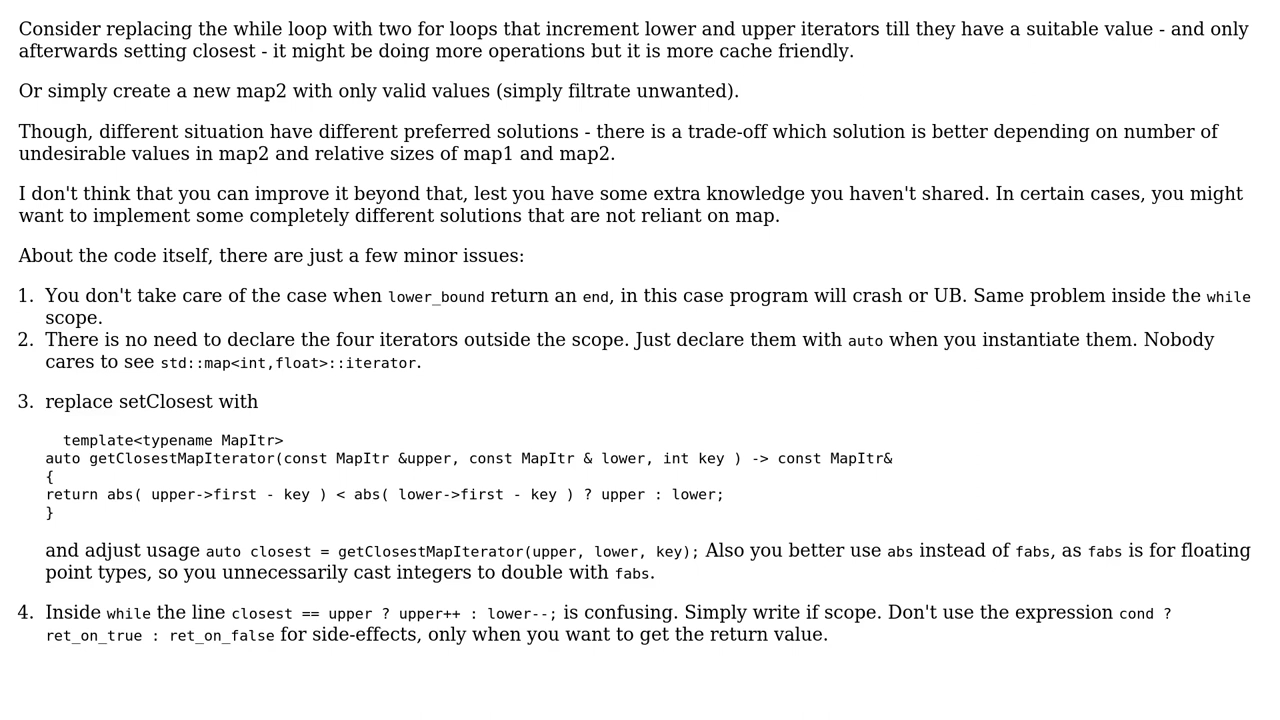 Consider replacing the while loop with two for loops that increment lower and upper iterators till they have a suitable value - and only
afterwards setting closest - it might be doing more operations but it is more cache friendly.
Or simply create a new map2 with only valid values (simply filtrate unwanted).
Though, different situation have different preferred solutions - there is a trade-off which solution is better depending on number of
undesirable values in map2 and relative sizes of map1 and map2.
I don't think that you can improve it beyond that, lest you have some extra knowledge you haven't shared. In certain cases, you might
want to implement some completely different solutions that are not reliant on map.
About the code itself, there are just a few minor issues:
1. You don't take care of the case when lower_bound return an end, in this case program will crash or UB. Same problem inside the while
scope.
2. There is no need to declare the four iterators outside the scope. Just declare them with auto when you instantiate them. Nobody
cares to see std::map<int,float>::iterator.
3. replace setClosest with
template<typename MapItr>
auto getClosestMapIterator(const MapItr &upper, const MapItr & lower, int key ) -> const MapItr&
{
return abs( upper->first - key ) < abs( lower->first - key ) ? upper : lower;
}
and adjust usage auto closest = getClosestMapIterator(upper, lower, key); Also you better use abs instead of fabs, as fabs is for floating
point types, so you unnecessarily cast integers to double with fabs.
4. Inside while the line closest == upper ? upper++ : lower--; is confusing. Simply write if scope. Don't use the expression cond ?
ret_on_true : ret_on_false for side-effects, only when you want to get the return value.